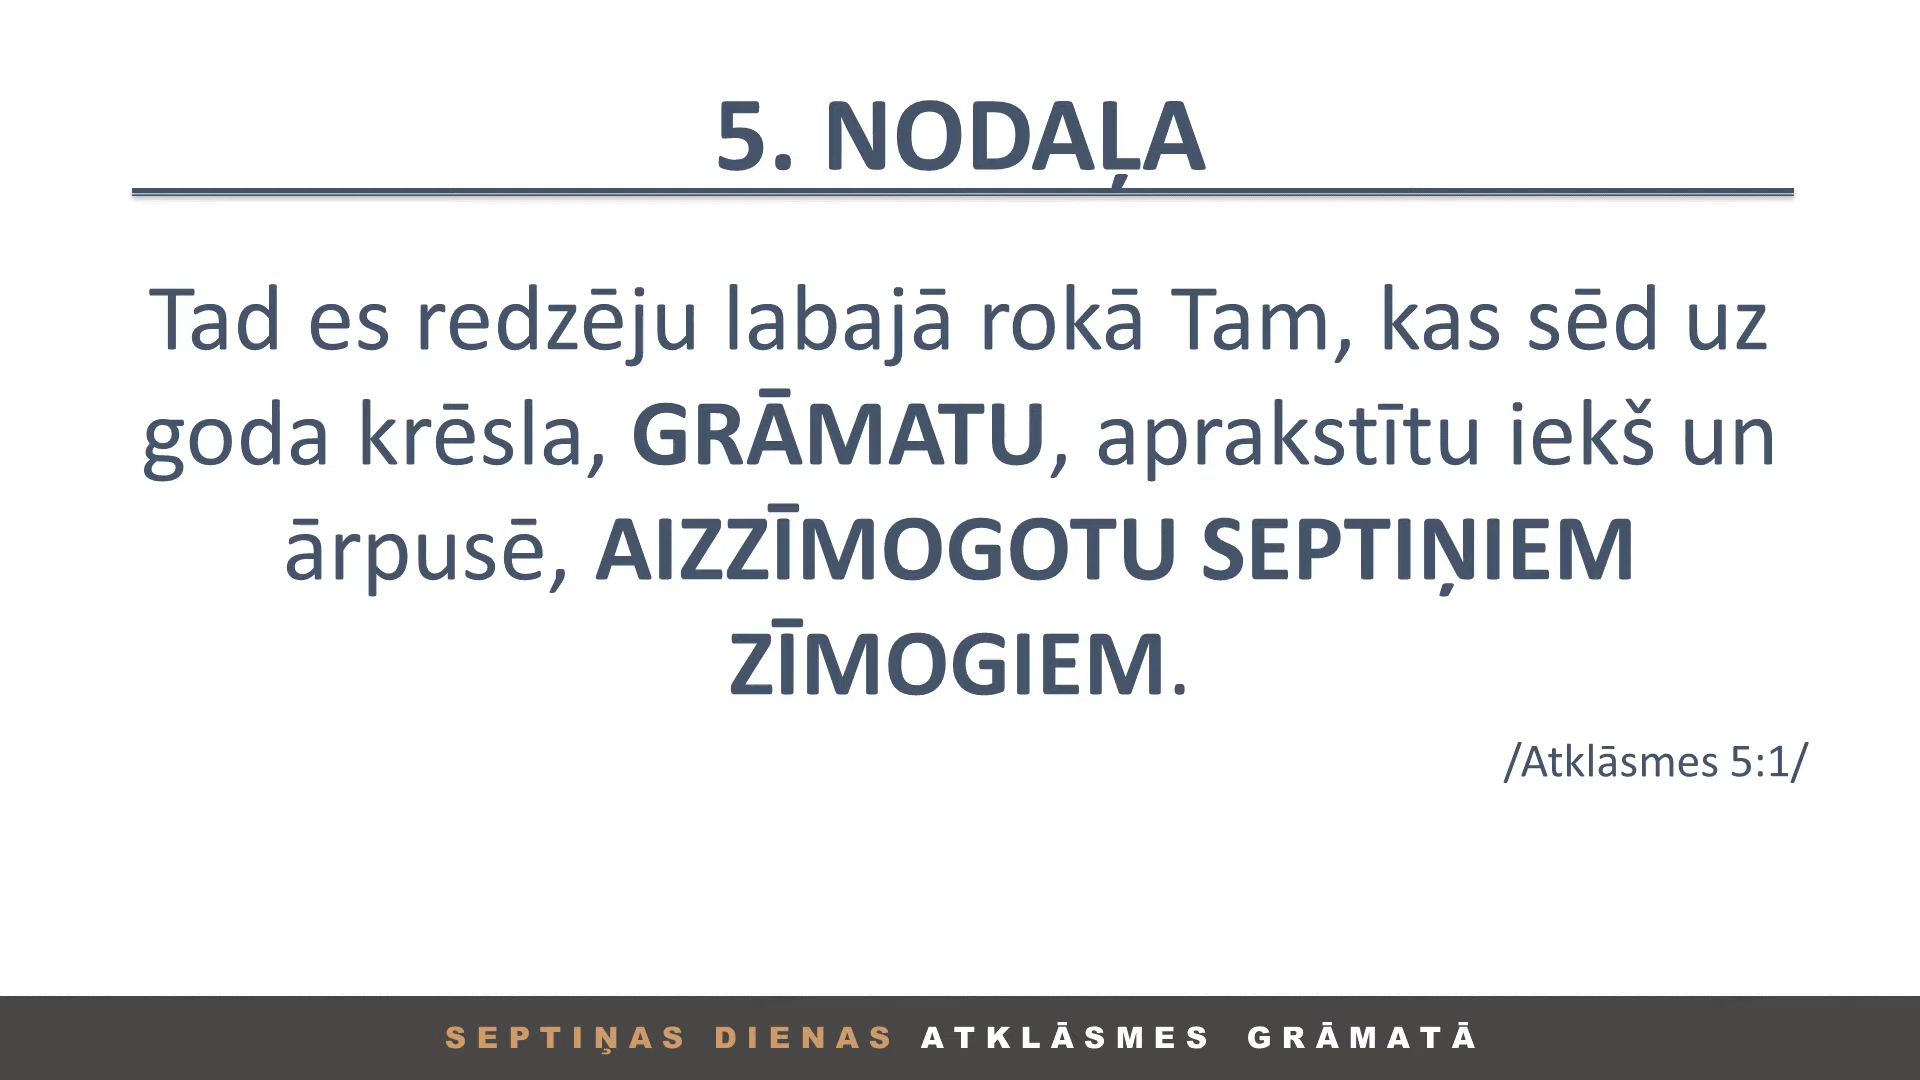 5. NODAĻA
Tad es redzēju labajā rokā Tam, kas sēd uz
goda krēsla, GRĀMATU, aprakstītu iekš un
ārpusē, AIZZĪMOGOTU SEPTIŅIEM
ZĪMOGIEM.
/Atklāsmes 5:1/
SEPTIŅAS DIENAS ATKLĀSMES GRĀMATĀ